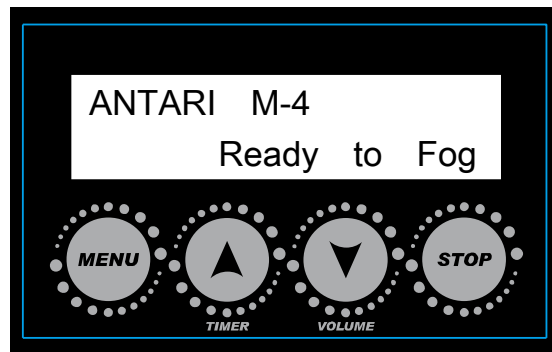 ANTARI M-4
Ready to Fog
MENU
STOP
TIMER
VOLUME